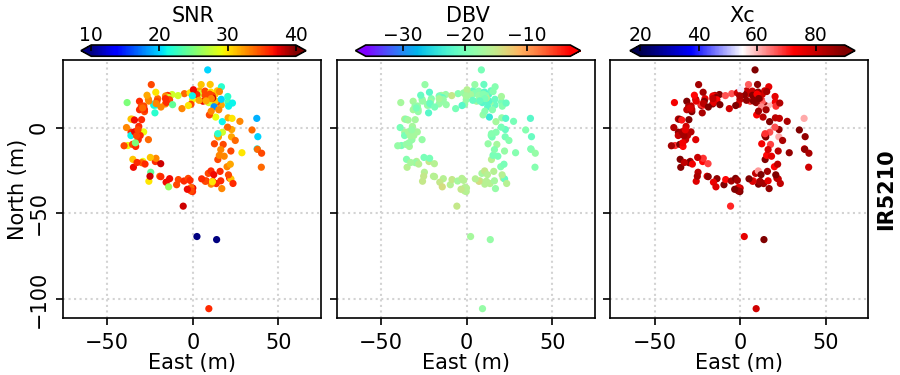 SNR DBV Xc
10 20 30 40 −30 −20 −10 20 40 60 80
0
−50
−100
North (m)
−50 0 50 −50 0 50 −50 0 50
East (m) East (m) East (m)
IR5210